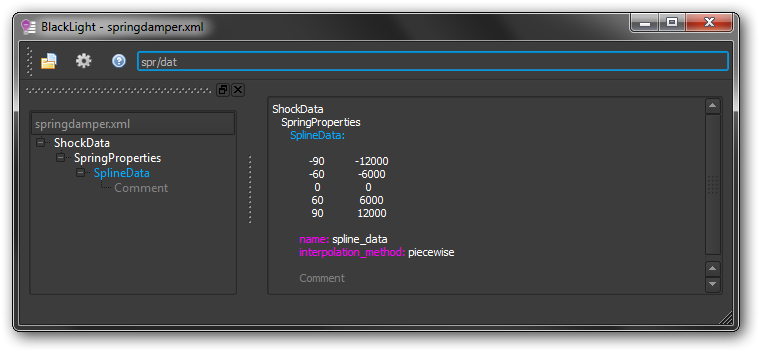 BlackLight - springdamper.xml
spr/dat
springdamper.xml
ShockData
SpringProperties
SplineData
Comment
ShockData
SpringProperties
SplineData:
-90 -12000
-60 -6000
0 0
60 6000
90 12000
name: spline_data
interpolation_method: piecewise
Comment